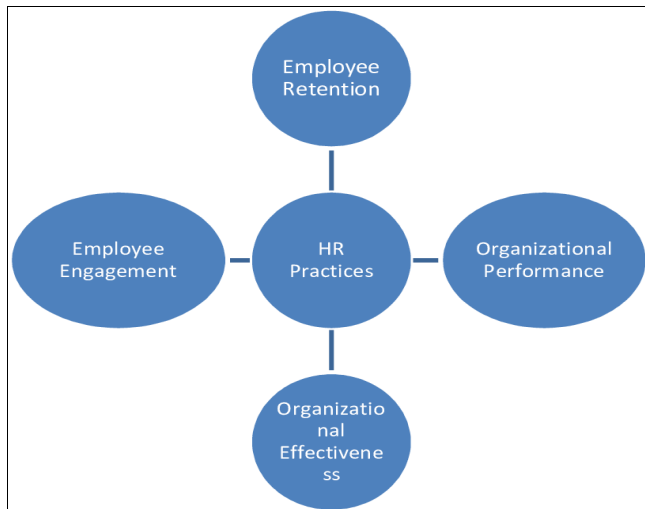 Employee
Retention
Employee
Engagement
HR
Practices
Organizational
Performance
Organizatio
nal
Effectivene
ss